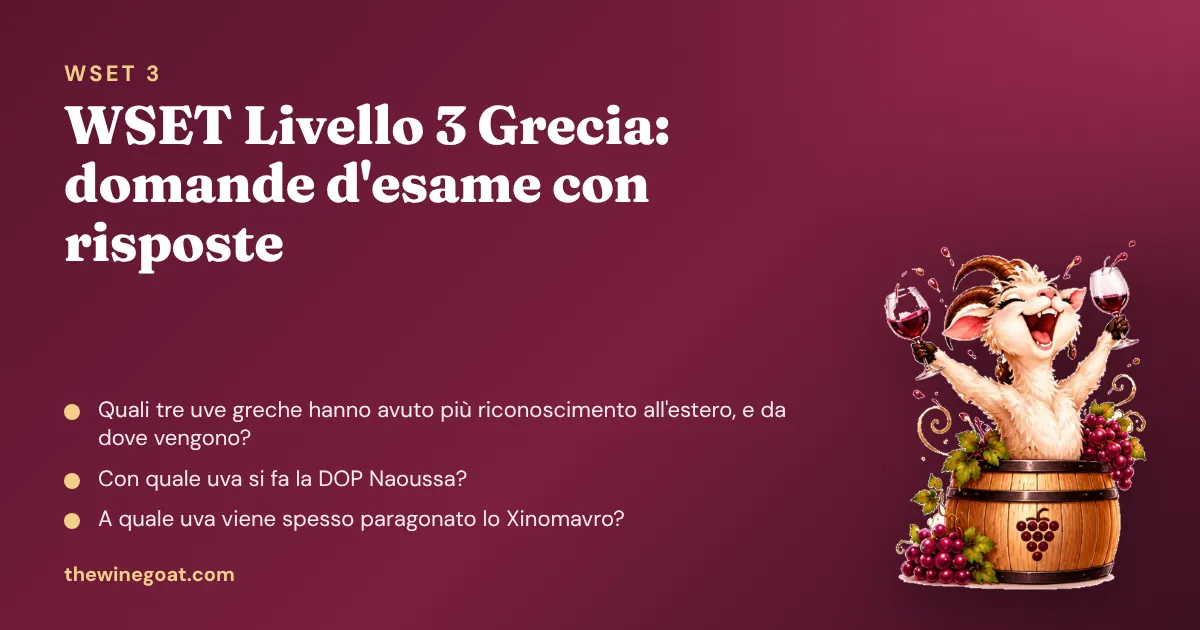 WSET 3
WSET Livello 3 Grecia:
domande d'esame con
risposte
Quali tre uve greche hanno avuto più riconoscimento all'estero, e da
dove vengono?
Con quale uva si fa la DOP Naoussa?
A quale uva viene spesso paragonato lo Xinomavro?
thewinegoat.com